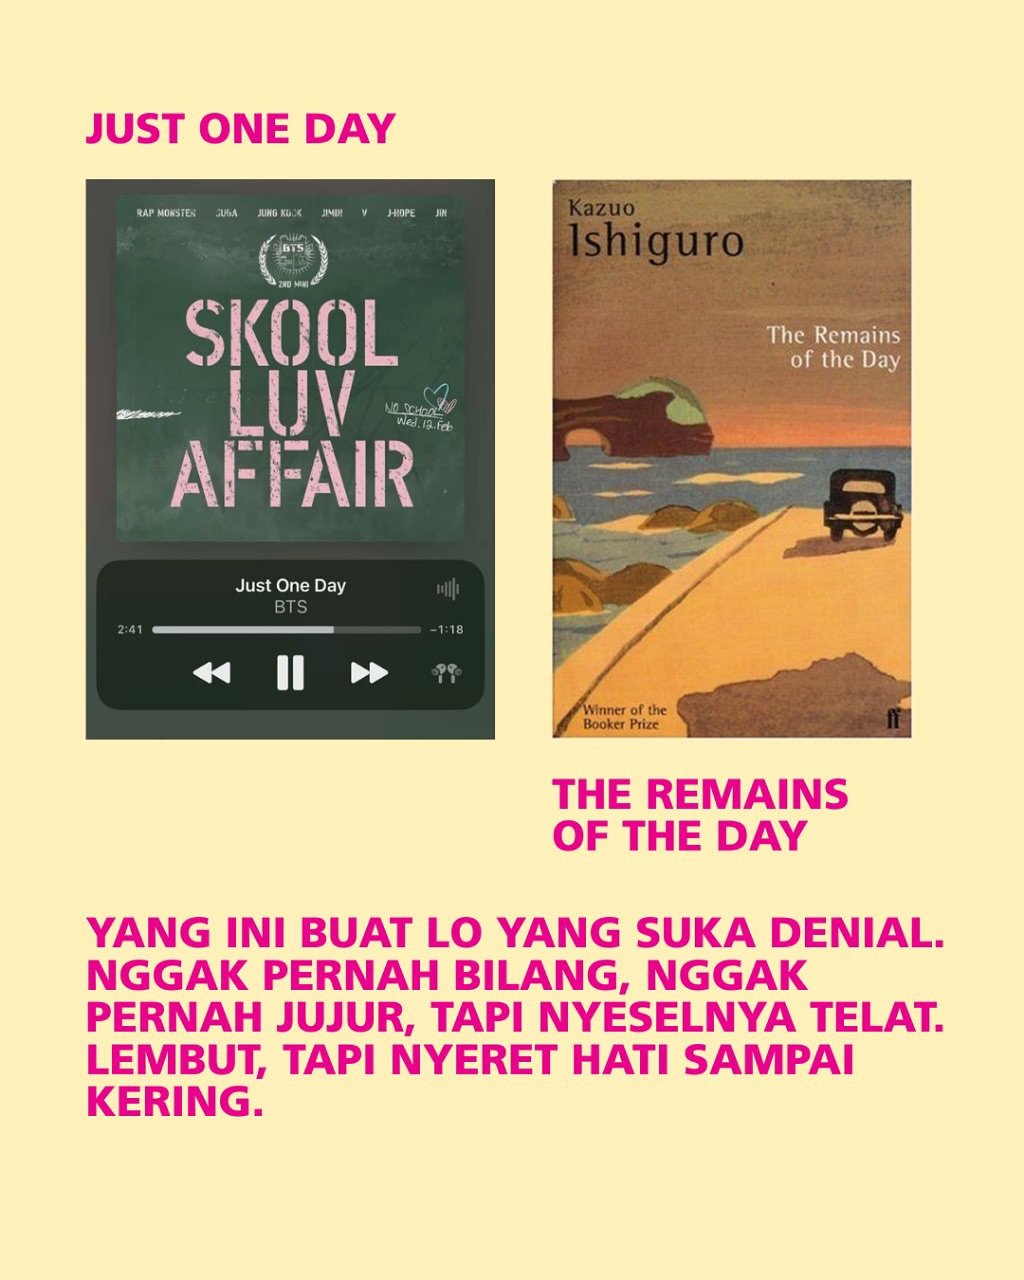 JUST ONE DAY
RAP MONSTER SUGA JUNG KOOK JIMIN V J-HOPE JIN
BTS
2ND MINI
SKOOL
LUV
AFFAIR
NO SCHOOL
Wed. 12. Feb
Just One Day
BTS
2:41
-1:18
Kazuo
Ishiguro
The Remains
of the Day
Winner of the
Booker Prize
ff
THE REMAINS
OF THE DAY
YANG INI BUAT LO YANG SUKA DENIAL.
NGGAK PERNAH BILANG, NGGAK
PERNAH JUJUR, TAPI NYESELNYA TELAT.
LEMBUT, TAPI NYERET HATI SAMPAI
KERING.